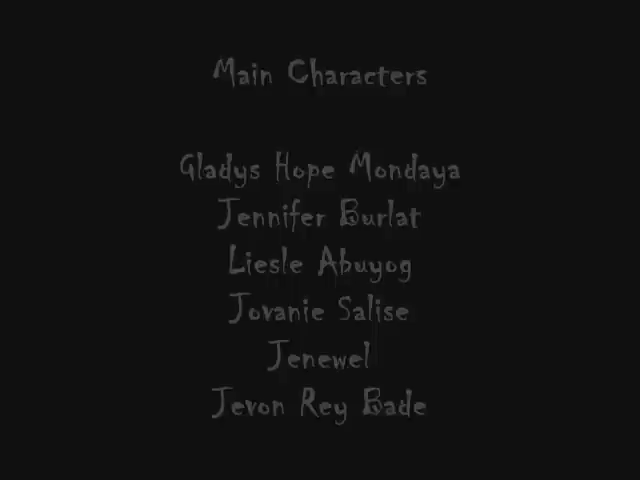 Main Characters
Gladys Hope Mondaya
Jennifer Burlat
Liesle Abuyog
Jovanie Salise
Jenewel
Jevon Rey Bade